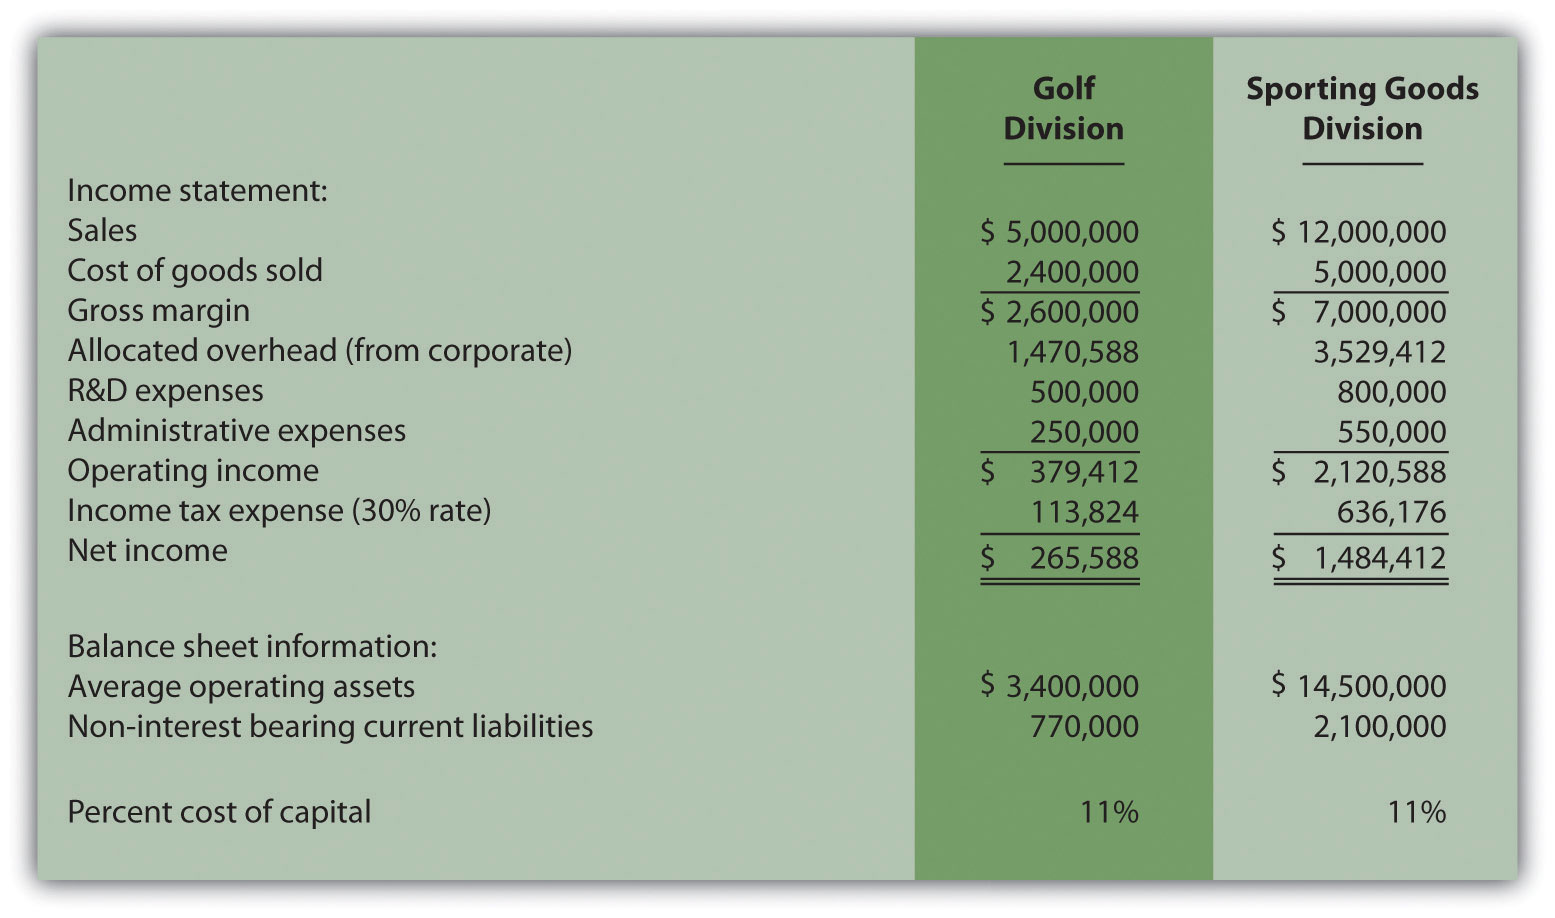 Golf Sporting Goods
Division Division
Income statement:
Sales $ 5,000,000 $ 12,000,000
Cost of goods sold 2,400,000 5,000,000
Gross margin $ 2,600,000 $ 7,000,000
Allocated overhead (from corporate) 1,470,588 3,529,412
R&D expenses 500,000 800,000
Administrative expenses 250,000 550,000
Operating income $ 379,412 $ 2,120,588
Income tax expense (30% rate) 113,824 636,176
Net income $ 265,588 $ 1,484,412
Balance sheet information:
Average operating assets $ 3,400,000 $ 14,500,000
Non-interest bearing current liabilities 770,000 2,100,000
Percent cost of capital 11% 11%